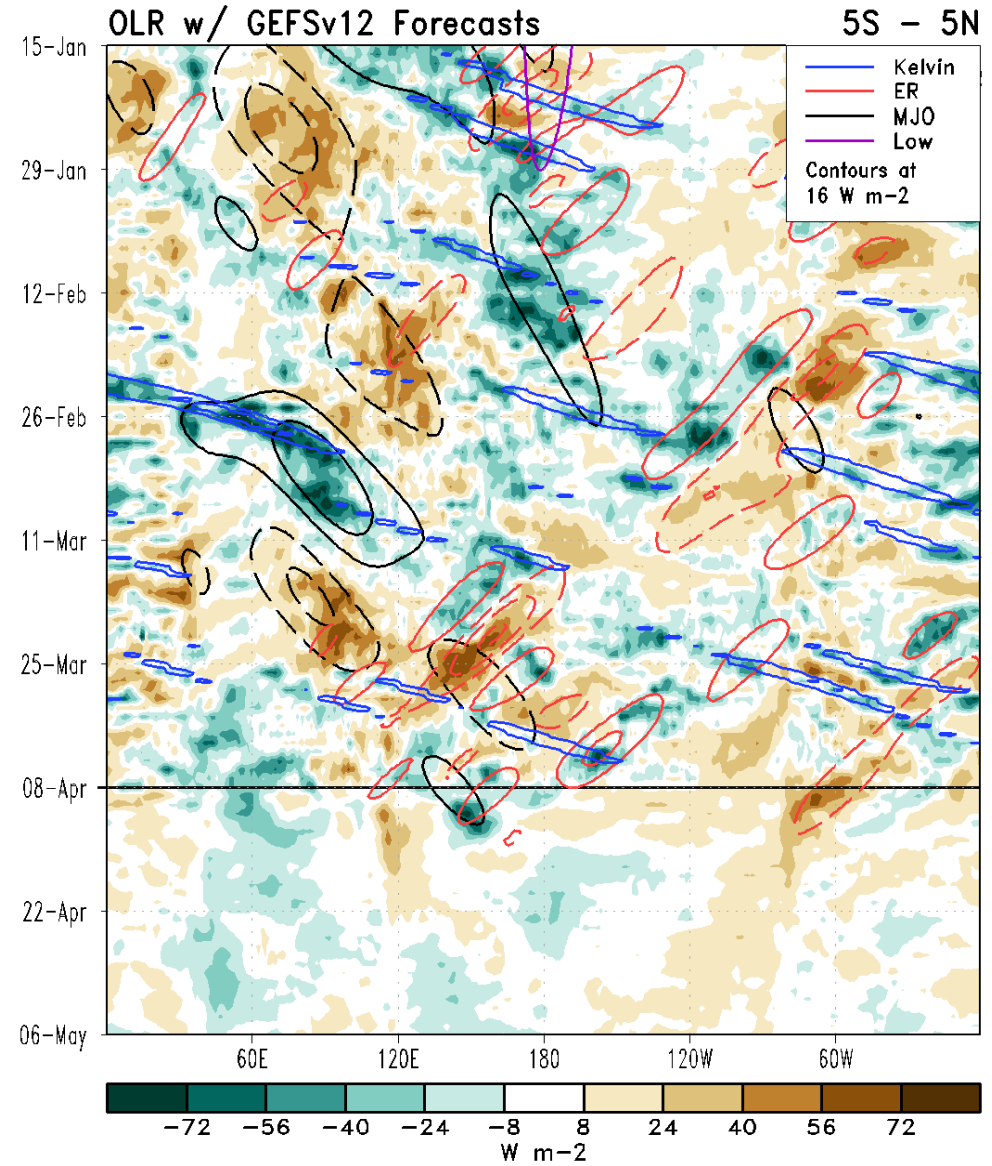 OLR w/ GEFSv12 Forecasts 5S - 5N
15-Jan
29-Jan
12-Feb
26-Feb
11-Mar
25-Mar
08-Apr
22-Apr
06-May
Kelvin
ER
MJO
Low
Contours at
16 W m-2
60E 120E 180 120W 60W
-72 -56 -40 -24 -8 8 24 40 56 72
W m-2